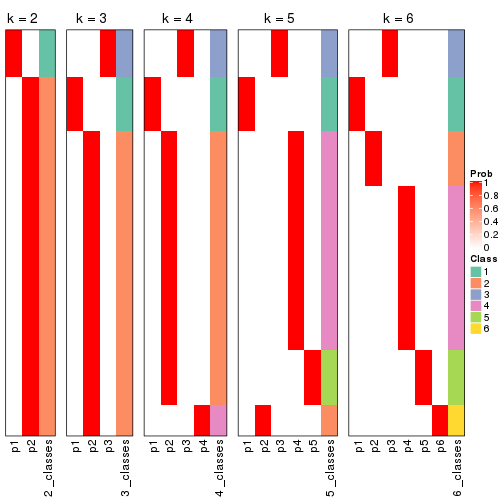 k = 2
k = 3
k = 4
k = 5
k = 6
p1
p2
2_classes
p1
p2
p3
3_classes
p1
p2
p3
p4
4_classes
p1
p2
p3
p4
p5
5_classes
p1
p2
p3
p4
p5
p6
6_classes
Prob
1
0.8
0.6
0.4
0.2
0
Class
1
2
3
4
5
6